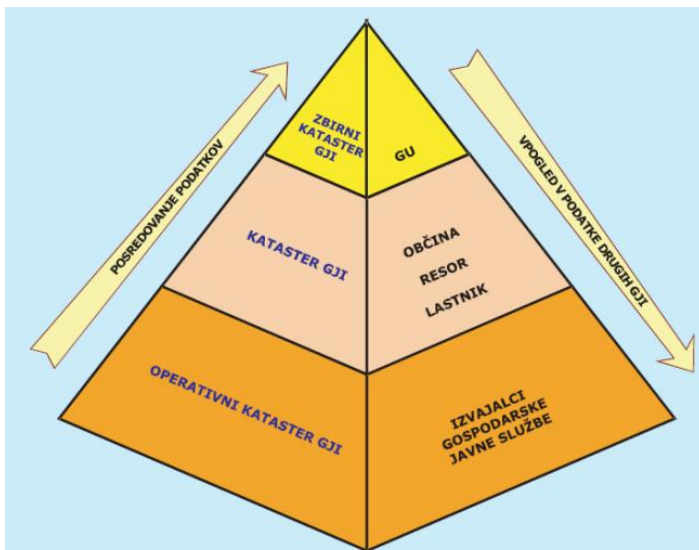 ZBIRNI
KATASTER
GJI
GU
POSREDOVANJE PODATKOV
VPOGLED V PODATKE DRUGIH GJI
KATASTER GJI
OBČINA
RESOR
LASTNIK
OPERATIVNI KATASTER GJI
IZVAJALCI
GOSPODARSKE
JAVNE SLUŽBE